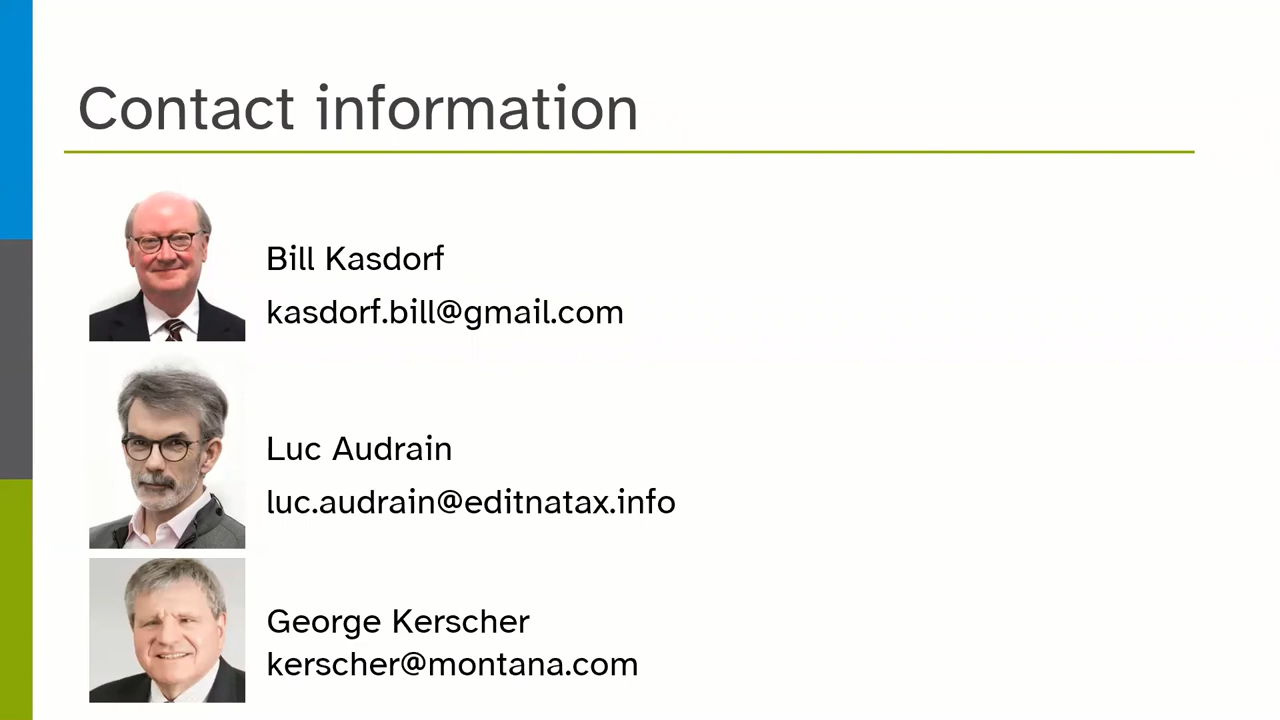 Contact information
Bill Kasdorf
kasdorf.bill@gmail.com
Luc Audrain
luc.audrain@editnatax.info
George Kerscher
kerscher@montana.com